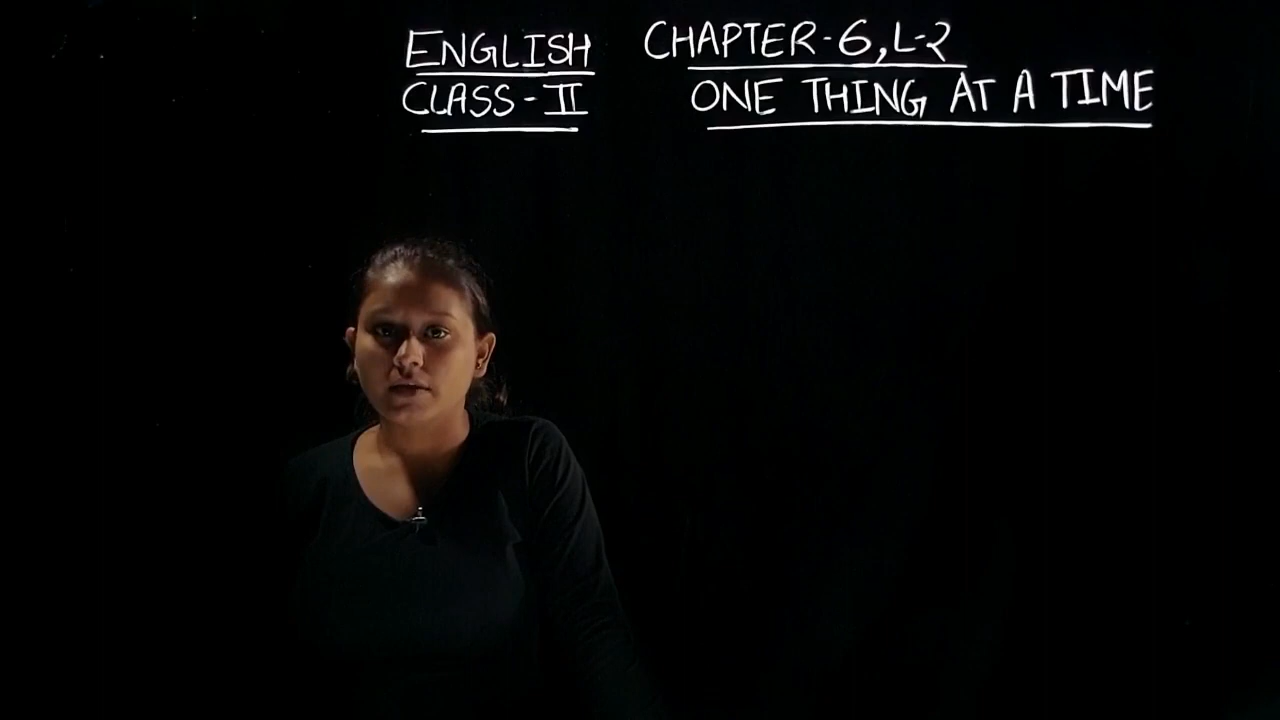 ENGLISH
CLASS-II
CHAPTER-6, L-2
ONE THING AT A TIME